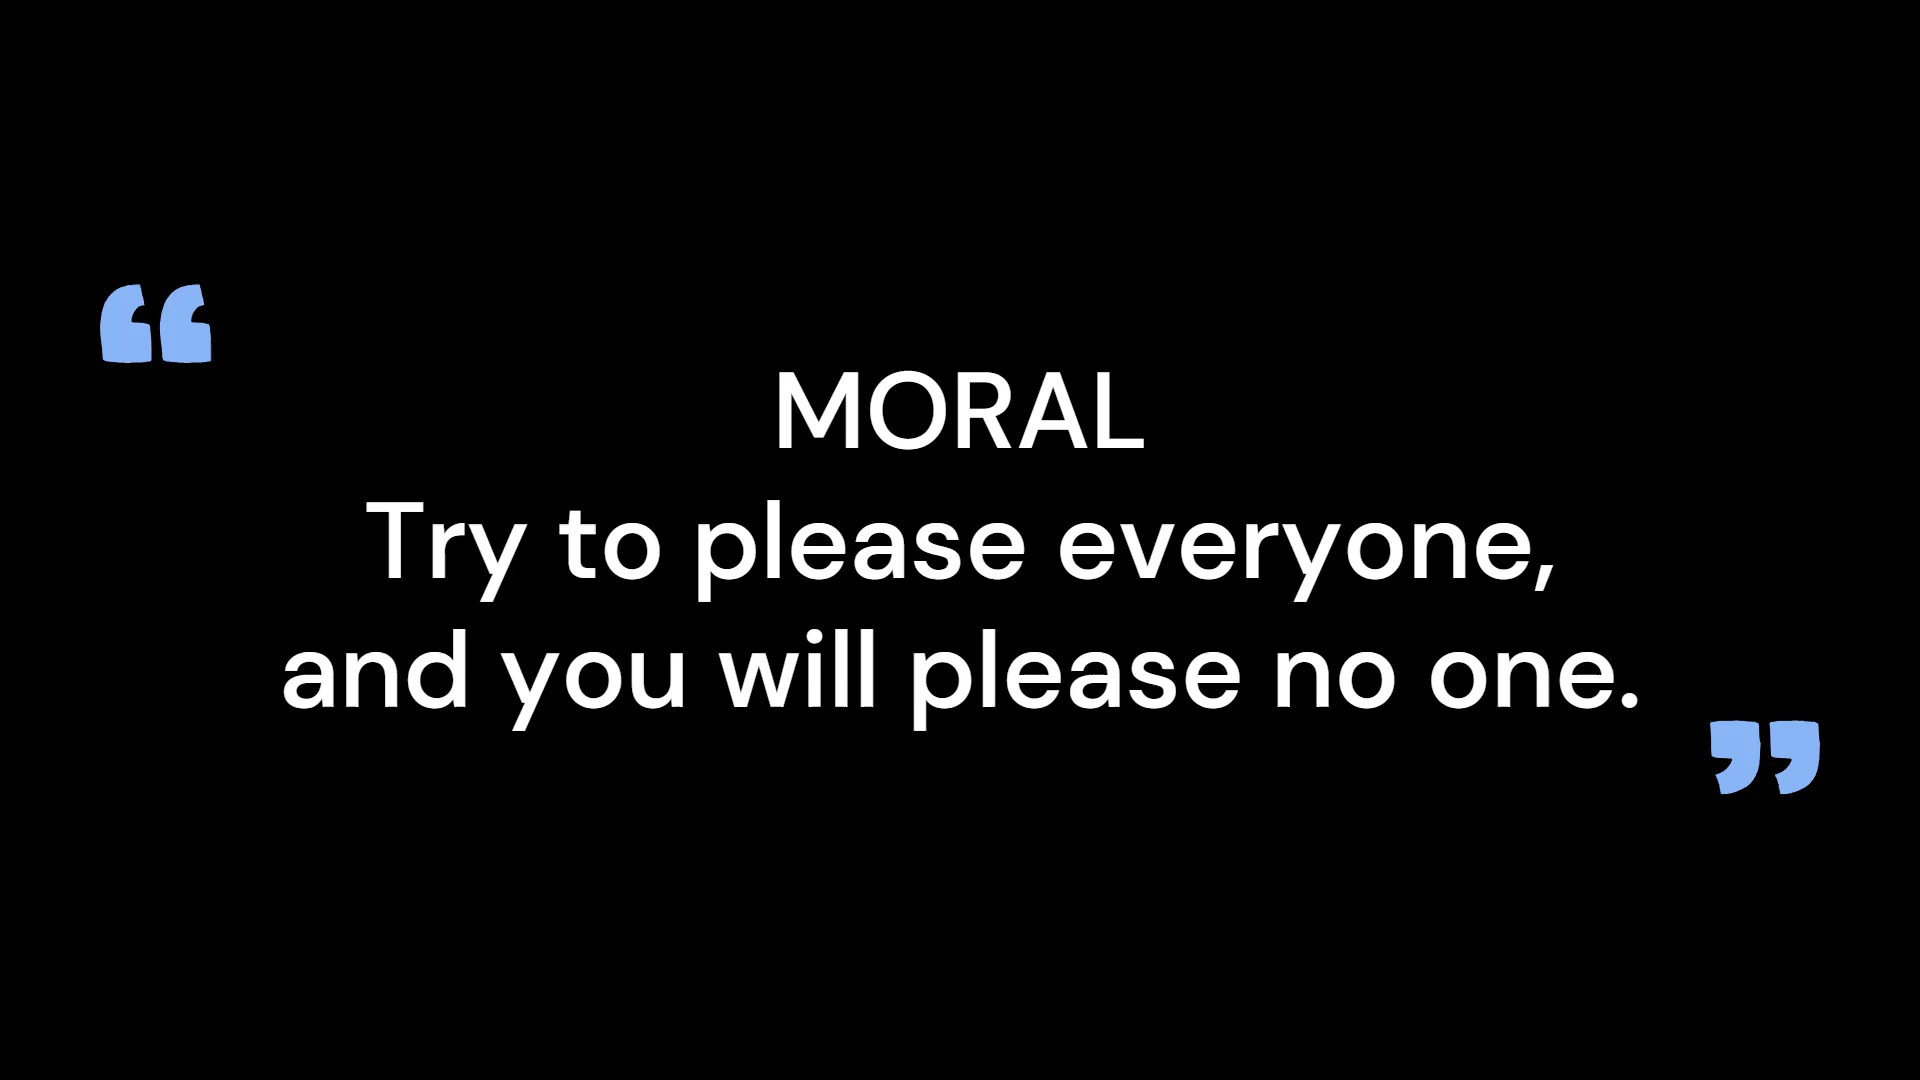 “
MORAL
Try to please everyone,
and you will please no one.
”